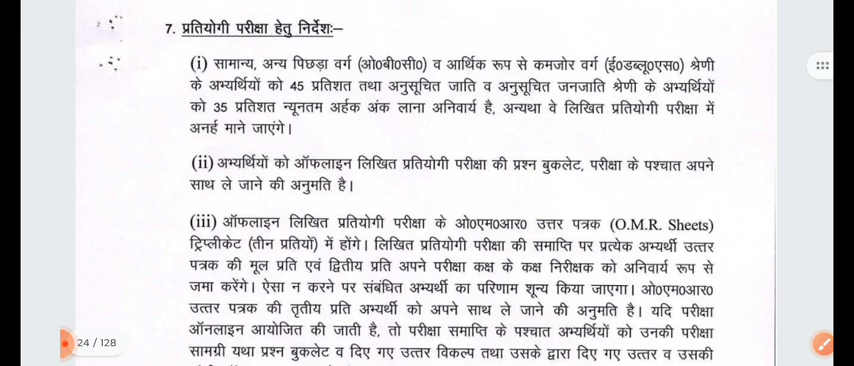 7. प्रतियोगी परीक्षा हेतु निर्देशः—
(i) सामान्य, अन्य पिछड़ा वर्ग (ओ0बी0सी0) व आर्थिक रूप से कमजोर वर्ग (ई0डब्लू0एस0) श्रेणी
के अभ्यर्थियों को 45 प्रतिशत तथा अनुसूचित जाति व अनुसूचित जनजाति श्रेणी के अभ्यर्थियों
को 35 प्रतिशत न्यूनतम अर्हक अंक लाना अनिवार्य है, अन्यथा वे लिखित प्रतियोगी परीक्षा में
अनर्ह माने जाएंगे।
(ii) अभ्यर्थियों को ऑफलाइन लिखित प्रतियोगी परीक्षा की प्रश्न बुकलेट, परीक्षा के पश्चात अपने
साथ ले जाने की अनुमति है।
(iii) ऑफलाइन लिखित प्रतियोगी परीक्षा के ओ0एम0आर0 उत्तर पत्रक (O.M.R. Sheets)
ट्रिप्लीकेट (तीन प्रतियों) में होंगे। लिखित प्रतियोगी परीक्षा की समाप्ति पर प्रत्येक अभ्यर्थी उत्तर
पत्रक की मूल प्रति एवं द्वितीय प्रति अपने परीक्षा कक्ष के कक्ष निरीक्षक को अनिवार्य रूप से
जमा करेंगे। ऐसा न करने पर संबंधित अभ्यर्थी का परिणाम शून्य किया जाएगा। ओ0एम0आर0
उत्तर पत्रक की तृतीय प्रति अभ्यर्थी को अपने साथ ले जाने की अनुमति है। यदि परीक्षा
ऑनलाइन आयोजित की जाती है, तो परीक्षा समाप्ति के पश्चात अभ्यर्थियों को उनकी परीक्षा
सामग्री यथा प्रश्न बुकलेट व दिए गए उत्तर विकल्प तथा उसके द्वारा दिए गए उत्तर व उसकी
24 / 128